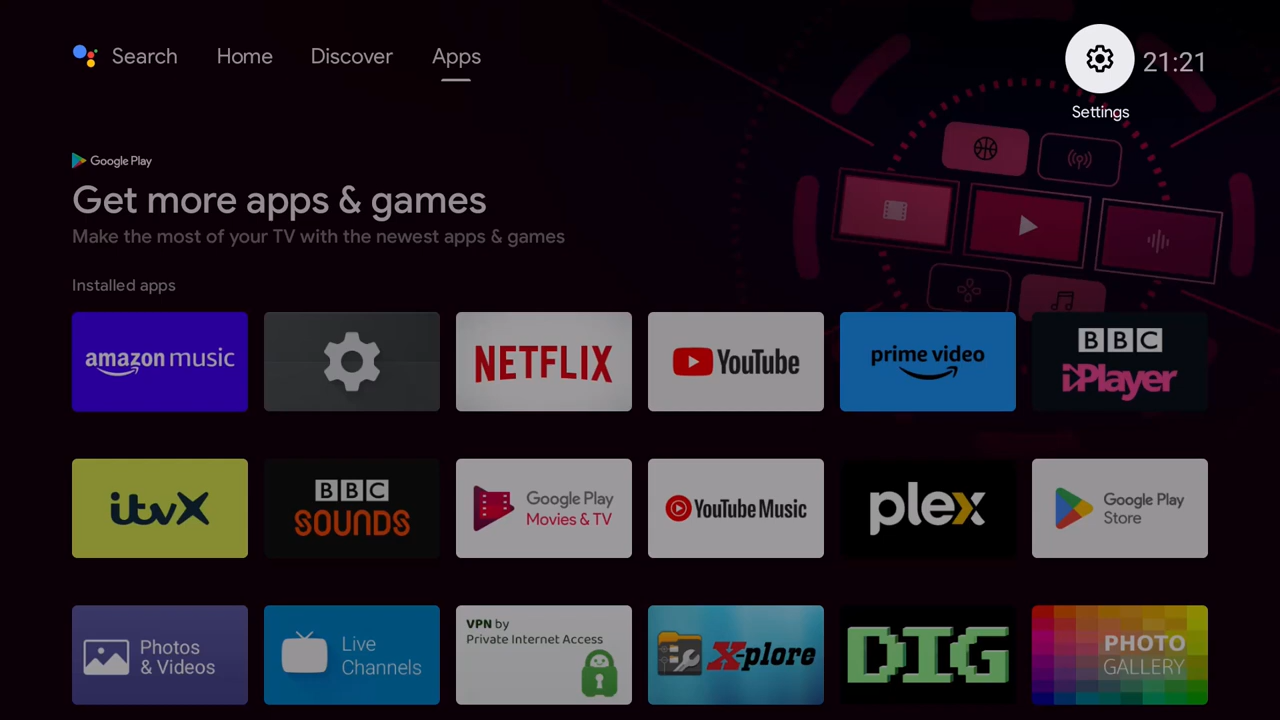 Search Home Discover Apps
21:21
Settings
Google Play
Get more apps & games
Make the most of your TV with the newest apps & games
Installed apps
amazon music
NETFLIX
YouTube
prime video
BBC
iPlayer
itvX
BBC
SOUNDS
Google Play
Movies & TV
YouTube Music
plex
Google Play
Store
Photos
& Videos
Live
Channels
VPN by
Private Internet Access
X-plore
DIG
PHOTO
GALLERY